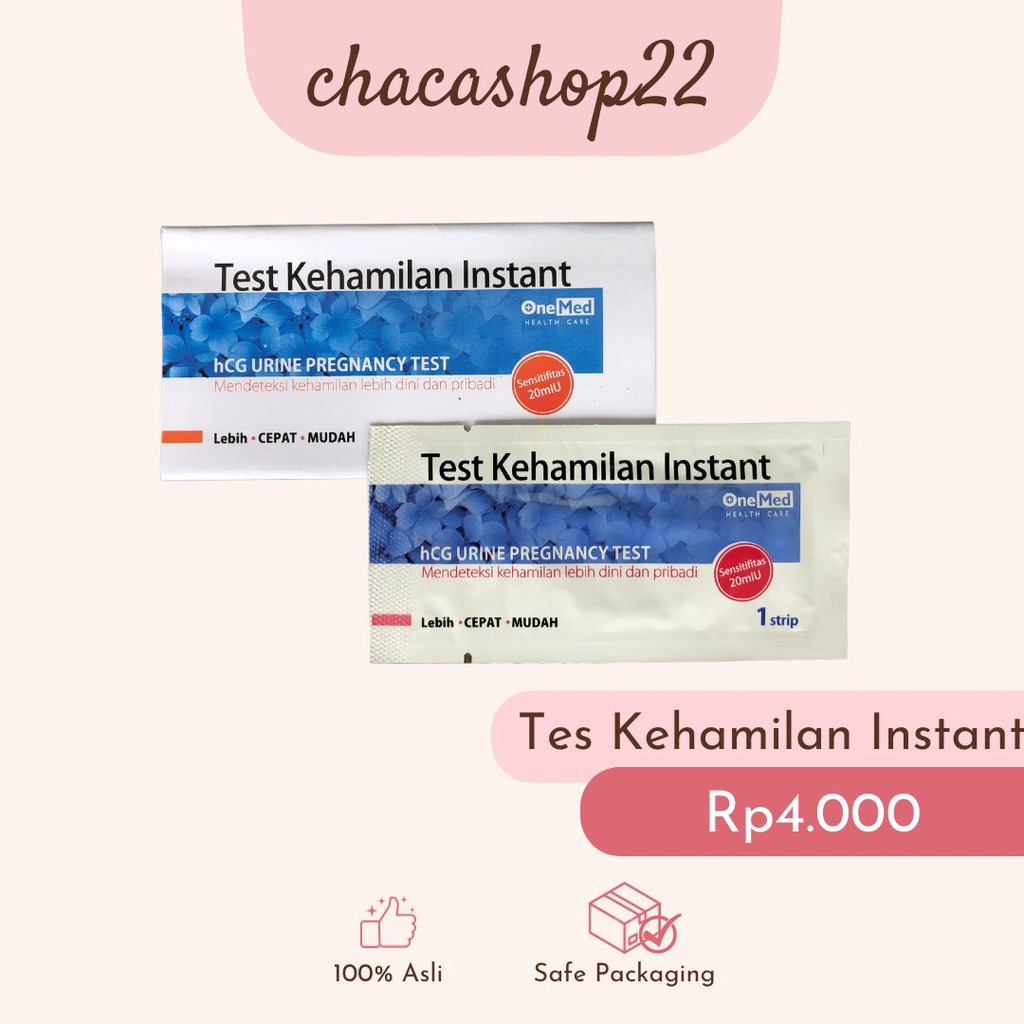 chacashop22
Test Kehamilan Instant
OneMed
HEALTH CARE
hCG URINE PREGNANCY TEST
Mendeteksi kehamilan lebih dini dan pribadi
Sensitifitas
20mIU
Lebih • CEPAT • MUDAH
Test Kehamilan Instant
OneMed
HEALTH CARE
hCG URINE PREGNANCY TEST
Mendeteksi kehamilan lebih dini dan pribadi
Sensitifitas
20mIU
Lebih • CEPAT • MUDAH
1 strip
Tes Kehamilan Instant
Rp4.000
100% Asli
Safe Packaging